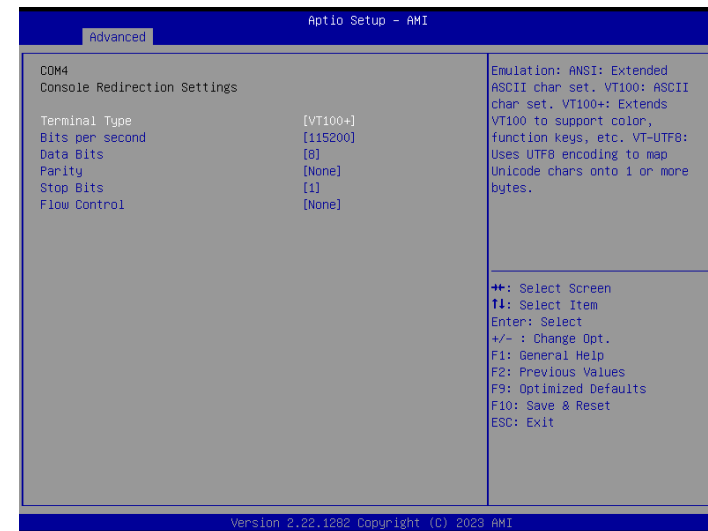 Aptio Setup – AMI
Advanced
COM4
Console Redirection Settings
Terminal Type [VT100+]
Bits per second [115200]
Data Bits [8]
Parity [None]
Stop Bits [1]
Flow Control [None]
Emulation: ANSI: Extended
ASCII char set. VT100: ASCII
char set. VT100+: Extends
VT100 to support color,
function keys, etc. VT-UTF8:
Uses UTF8 encoding to map
Unicode chars onto 1 or more
bytes.
→←: Select Screen
↑↓: Select Item
Enter: Select
+/- : Change Opt.
F1: General Help
F2: Previous Values
F9: Optimized Defaults
F10: Save & Reset
ESC: Exit
Version 2.22.1282 Copyright (C) 2023 AMI